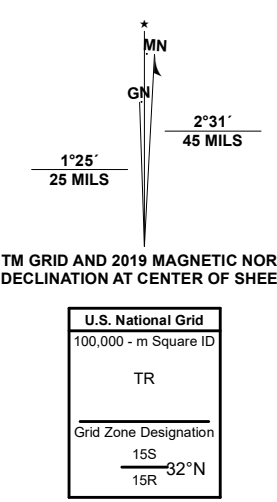 ★
MN
GN
2°31´
45 MILS
1°25´
25 MILS
TM GRID AND 2019 MAGNETIC NOR
DECLINATION AT CENTER OF SHEE
U.S. National Grid
100,000 - m Square ID
TR
Grid Zone Designation
15S
32°N
15R